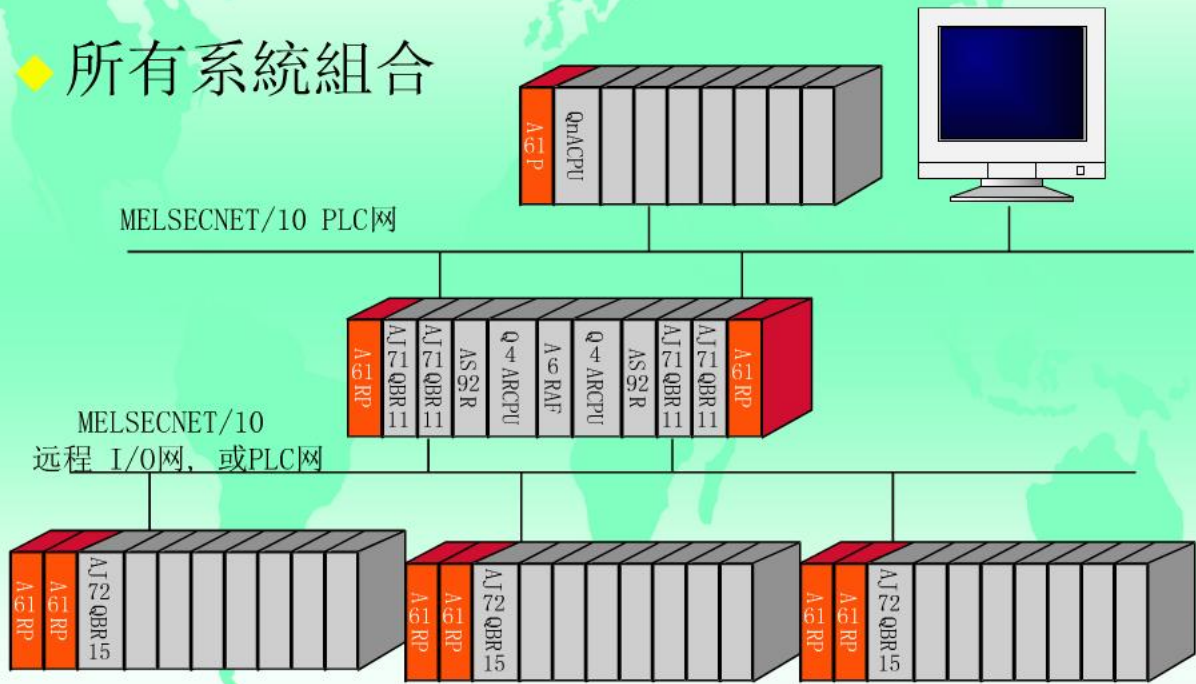 所有系統組合
A61P
QnACPU
MELSECNET/10 PLC网
A61RP
AJ71QBR11
AJ71QBR11
AS92R
Q4ARCPU
A6RAF
Q4ARCPU
AS92R
AJ71QBR11
AJ71QBR11
A61RP
MELSECNET/10
远程 I/O网, 或PLC网
A61RP
A61RP
AJ72QBR15
A61RP
A61RP
AJ72QBR15
A61RP
A61RP
AJ72QBR15